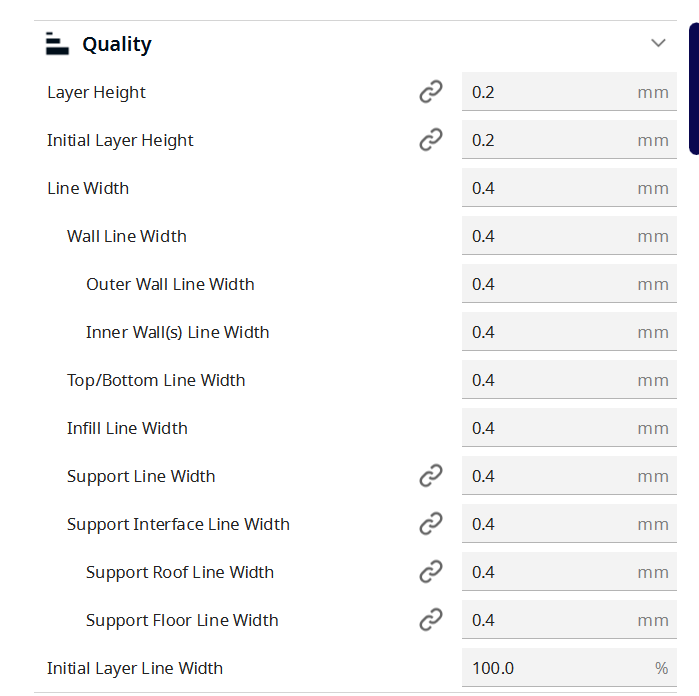 Quality
Layer Height 0.2 mm
Initial Layer Height 0.2 mm
Line Width 0.4 mm
Wall Line Width 0.4 mm
Outer Wall Line Width 0.4 mm
Inner Wall(s) Line Width 0.4 mm
Top/Bottom Line Width 0.4 mm
Infill Line Width 0.4 mm
Support Line Width 0.4 mm
Support Interface Line Width 0.4 mm
Support Roof Line Width 0.4 mm
Support Floor Line Width 0.4 mm
Initial Layer Line Width 100.0 %